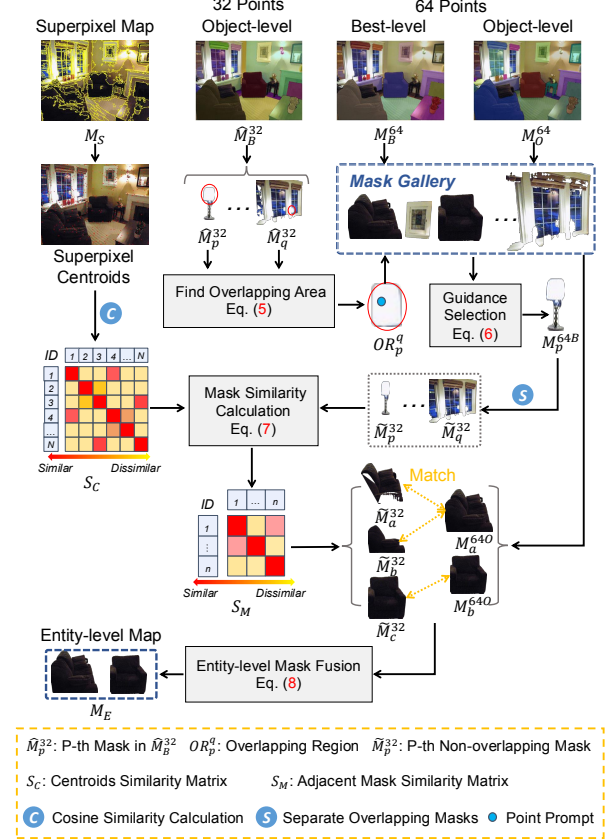 32 Points
64 Points
Superpixel Map
Object-level
Best-level
Object-level
M_S
M̂_B^32
M_B^64
M_O^64
Mask Gallery
...
...
M̂_p^32
M̂_q^32
Superpixel
Centroids
Find Overlapping Area
Eq. (5)
OR_p^q
Guidance
Selection
Eq. (6)
M_p^64B
C
S
ID 1 2 3 4 ... N
1
2
3
4
...
N
Similar Dissimilar
S_C
Mask Similarity
Calculation
Eq. (7)
...
M̃_p^32
M̃_q^32
Match
ID 1 ... n
1
⋮
n
Similar Dissimilar
S_M
M̃_a^32
M̃_b^32
M̃_c^32
M_a^64O
M_b^64O
Entity-level Map
M_E
Entity-level Mask Fusion
Eq. (8)
M̂_p^32: P-th Mask in M̂_B^32 OR_p^q: Overlapping Region M̃_p^32: P-th Non-overlapping Mask
S_C: Centroids Similarity Matrix S_M: Adjacent Mask Similarity Matrix
C Cosine Similarity Calculation S Separate Overlapping Masks Point Prompt